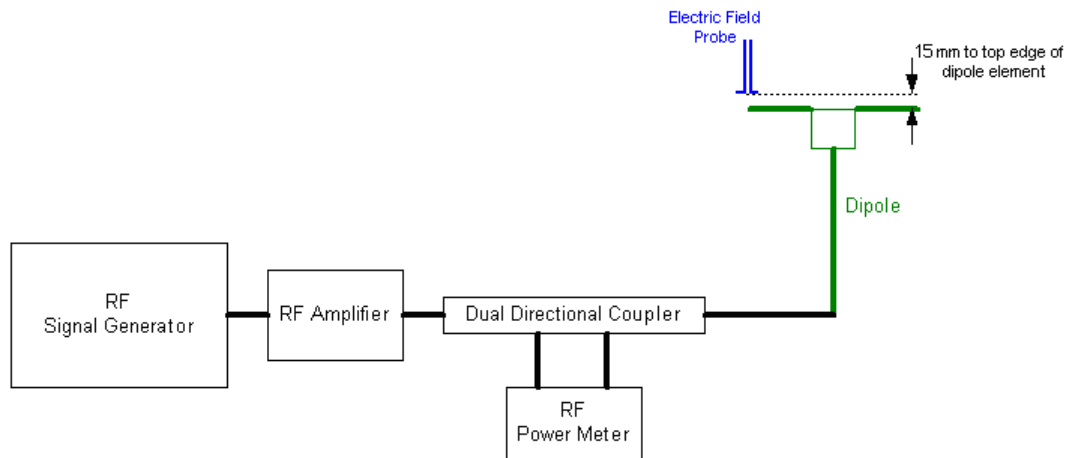 Electric Field
Probe
15 mm to top edge of
dipole element
Dipole
RF
Signal Generator
RF Amplifier
Dual Directional Coupler
RF
Power Meter